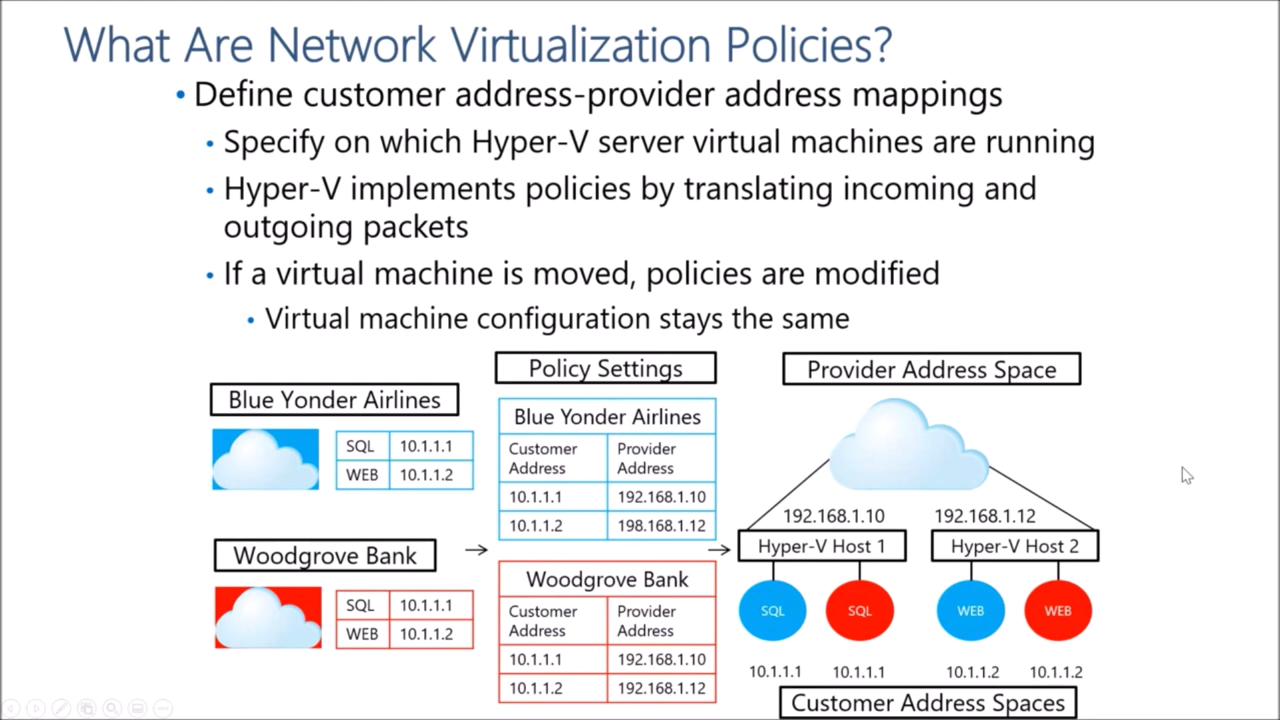 What Are Network Virtualization Policies?
• Define customer address-provider address mappings
• Specify on which Hyper-V server virtual machines are running
• Hyper-V implements policies by translating incoming and
outgoing packets
• If a virtual machine is moved, policies are modified
• Virtual machine configuration stays the same
Blue Yonder Airlines
SQL 10.1.1.1
WEB 10.1.1.2
Woodgrove Bank
SQL 10.1.1.1
WEB 10.1.1.2
Policy Settings
Blue Yonder Airlines
Customer Address Provider Address
10.1.1.1 192.168.1.10
10.1.1.2 198.168.1.12
Woodgrove Bank
Customer Address Provider Address
10.1.1.1 192.168.1.10
10.1.1.2 192.168.1.12
Provider Address Space
192.168.1.10 192.168.1.12
Hyper-V Host 1 Hyper-V Host 2
SQL SQL WEB WEB
10.1.1.1 10.1.1.1 10.1.1.2 10.1.1.2
Customer Address Spaces